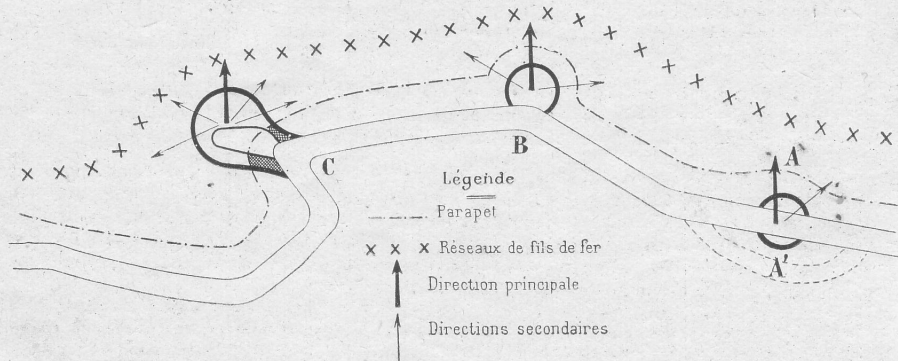 A
B
C
A'
Légende
Parapet
x x x Réseaux de fils de fer
Direction principale
Directions secondaires